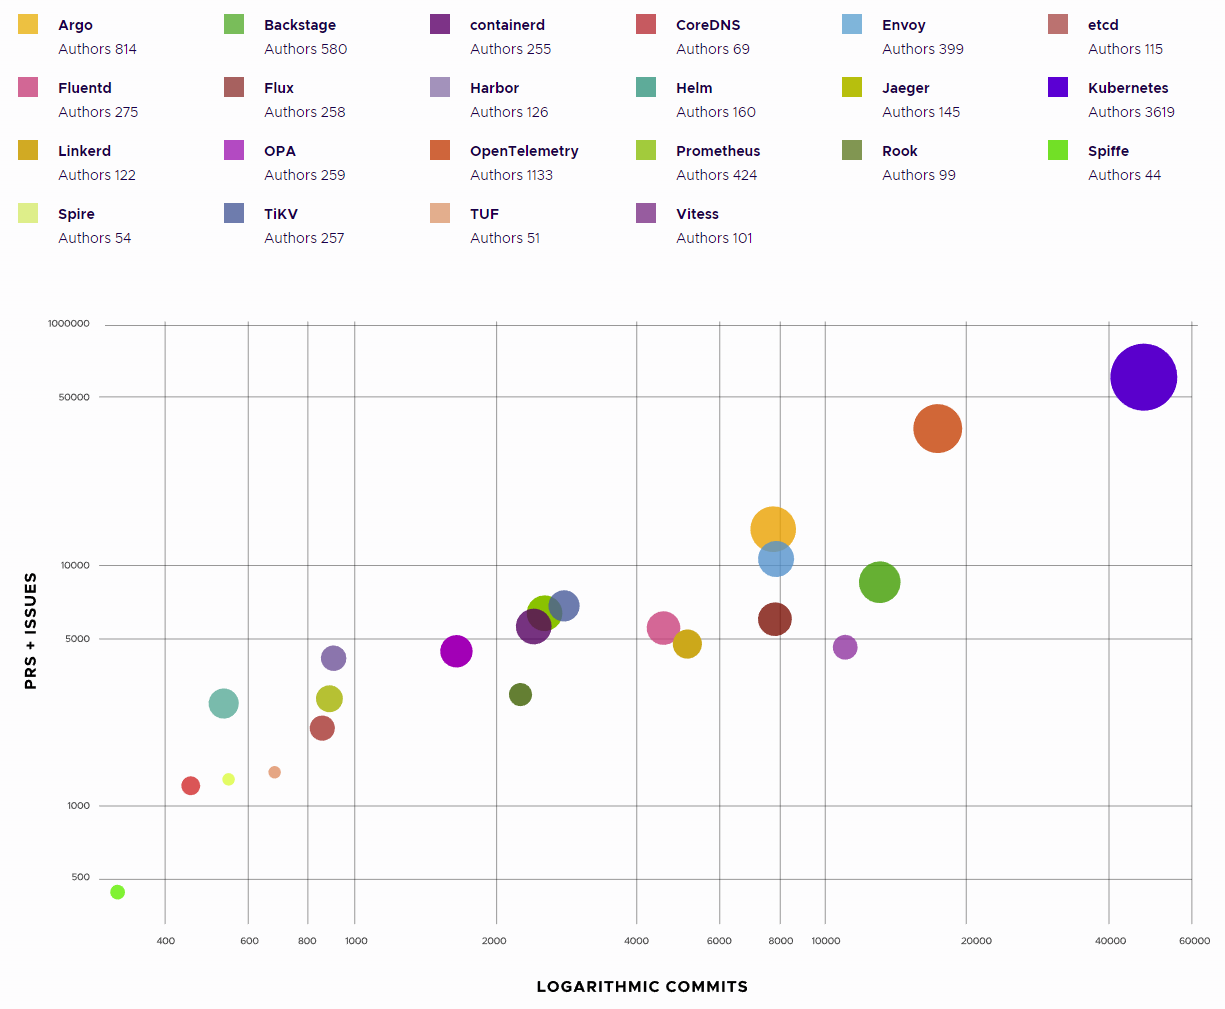 Argo Backstage containerd CoreDNS Envoy etcd
Authors 814 Authors 580 Authors 255 Authors 69 Authors 399 Authors 115
Fluentd Flux Harbor Helm Jaeger Kubernetes
Authors 275 Authors 258 Authors 126 Authors 160 Authors 145 Authors 3619
Linkerd OPA OpenTelemetry Prometheus Rook Spiffe
Authors 122 Authors 259 Authors 1133 Authors 424 Authors 99 Authors 44
Spire TiKV TUF Vitess
Authors 54 Authors 257 Authors 51 Authors 101
1000000
50000
10000
5000
1000
500
PRS + ISSUES
400 600 800 1000 2000 4000 6000 8000 10000 20000 40000 60000
LOGARITHMIC COMMITS